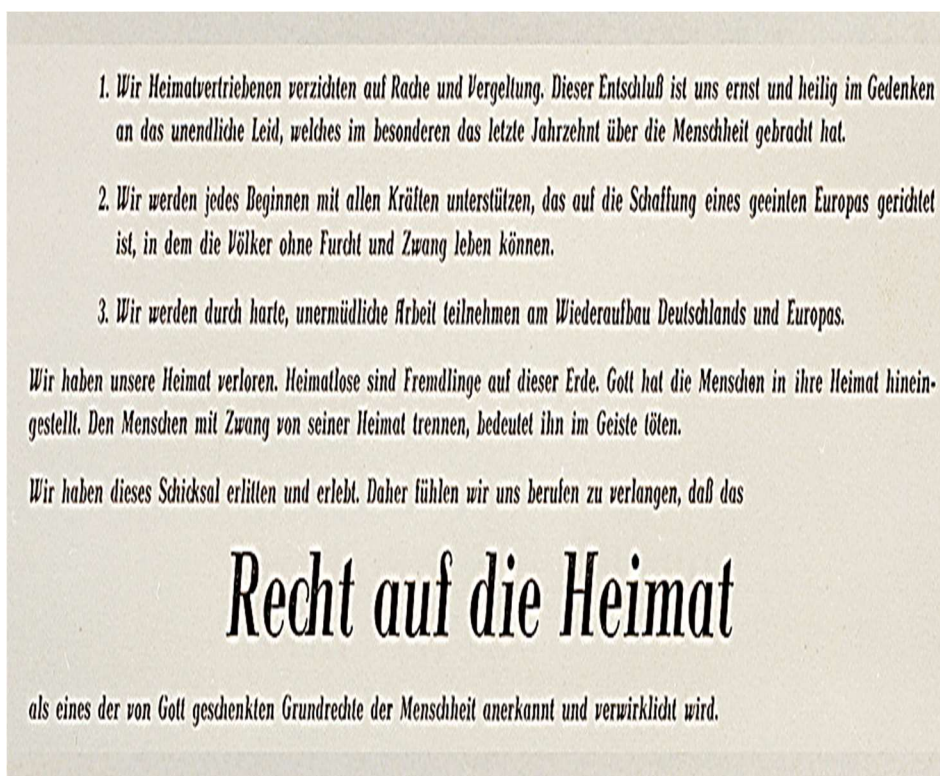 1. Wir Heimatvertriebenen verzichten auf Rache und Vergeltung. Dieser Entschluß ist uns ernst und heilig im Gedenken
an das unendliche Leid, welches im besonderen das letzte Jahrzehnt über die Menschheit gebracht hat.
2. Wir werden jedes Beginnen mit allen Kräften unterstützen, das auf die Schaffung eines geeinten Europas gerichtet
ist, in dem die Völker ohne Furcht und Zwang leben können.
3. Wir werden durch harte, unermüdliche Arbeit teilnehmen am Wiederaufbau Deutschlands und Europas.
Wir haben unsere Heimat verloren. Heimatlose sind Fremdlinge auf dieser Erde. Gott hat die Menschen in ihre Heimat hinein-
gestellt. Den Menschen mit Zwang von seiner Heimat trennen, bedeutet ihn im Geiste töten.
Wir haben dieses Schicksal erlitten und erlebt. Daher fühlen wir uns berufen zu verlangen, daß das
Recht auf die Heimat
als eines der von Gott geschenkten Grundrechte der Menschheit anerkannt und verwirklicht wird.